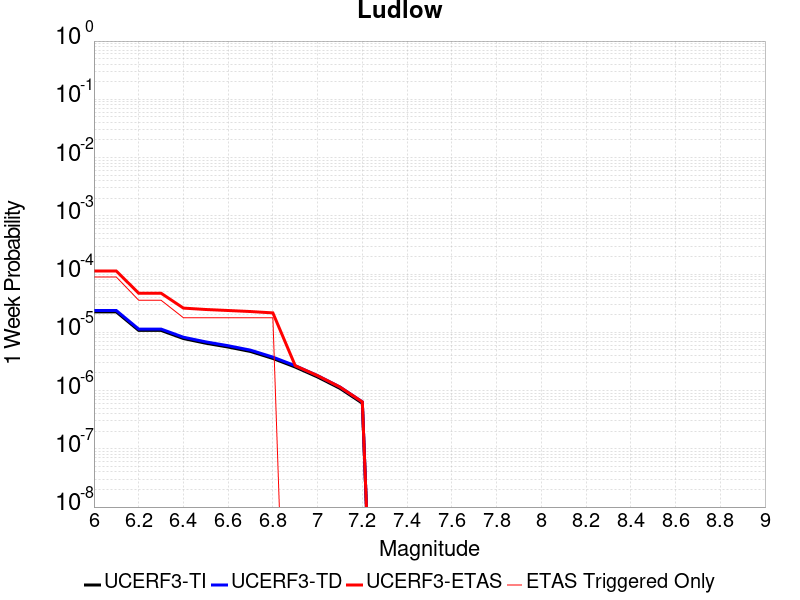 Ludlow
10^0
10^-1
10^-2
10^-3
10^-4
10^-5
10^-6
10^-7
10^-8
1 Week Probability
6 6.2 6.4 6.6 6.8 7 7.2 7.4 7.6 7.8 8 8.2 8.4 8.6 8.8 9
Magnitude
UCERF3-TI UCERF3-TD UCERF3-ETAS ETAS Triggered Only